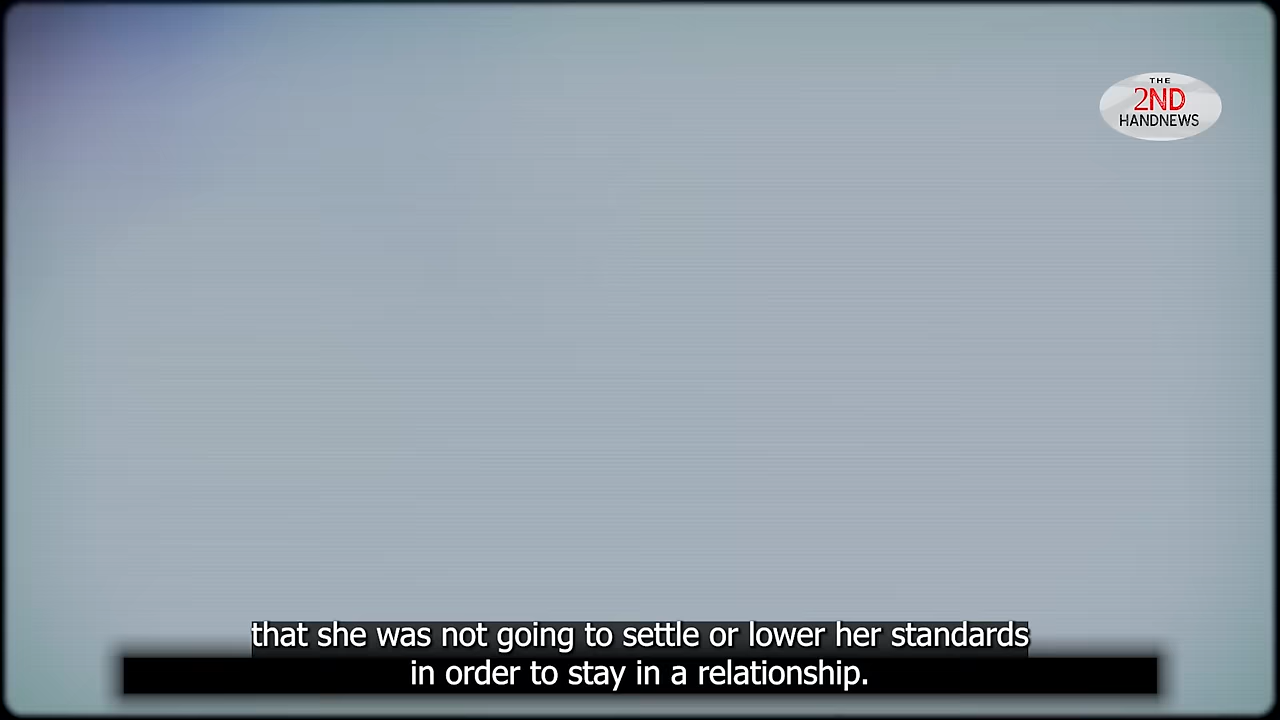 THE
2ND
HANDNEWS
that she was not going to settle or lower her standards
in order to stay in a relationship.